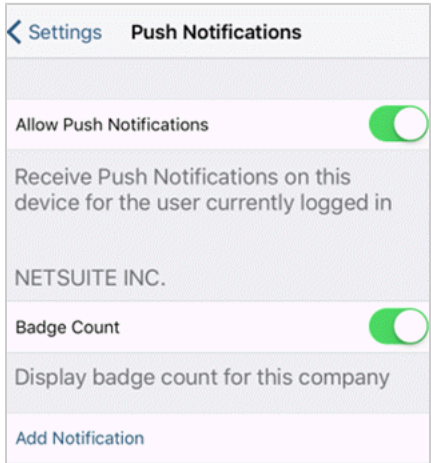 Settings Push Notifications
Allow Push Notifications
Receive Push Notifications on this
device for the user currently logged in
NETSUITE INC.
Badge Count
Display badge count for this company
Add Notification